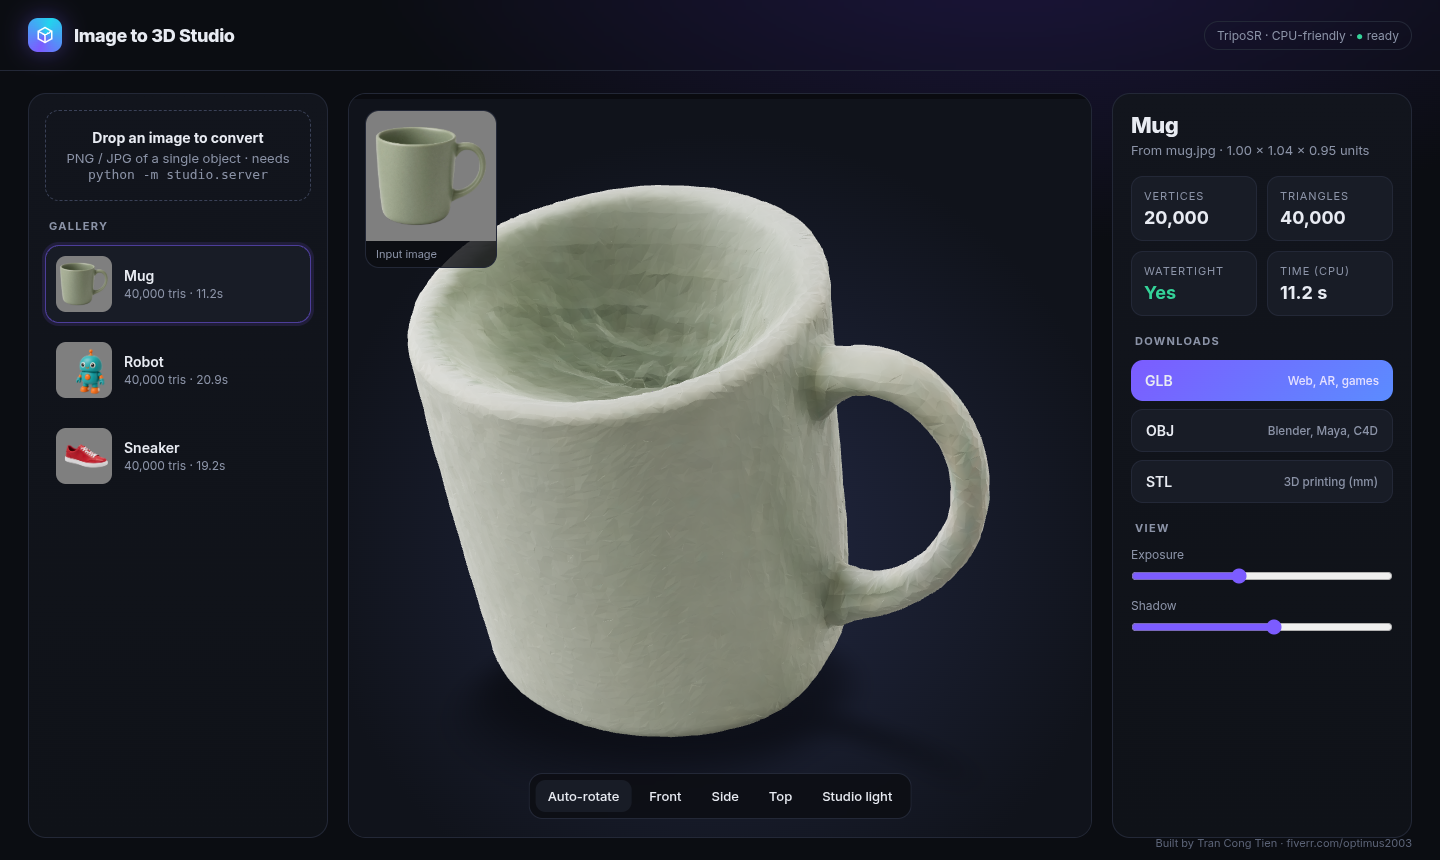 Image to 3D Studio
TripoSR · CPU-friendly · ● ready
Drop an image to convert
PNG / JPG of a single object · needs
python -m studio.server
GALLERY
Mug
40,000 tris · 11.2s
Robot
40,000 tris · 20.9s
Sneaker
40,000 tris · 19.2s
Input image
Auto-rotate
Front
Side
Top
Studio light
Mug
From mug.jpg · 1.00 × 1.04 × 0.95 units
VERTICES
20,000
TRIANGLES
40,000
WATERTIGHT
Yes
TIME (CPU)
11.2 s
DOWNLOADS
GLB Web, AR, games
OBJ Blender, Maya, C4D
STL 3D printing (mm)
VIEW
Exposure
Shadow
Built by Tran Cong Tien · fiverr.com/optimus2003